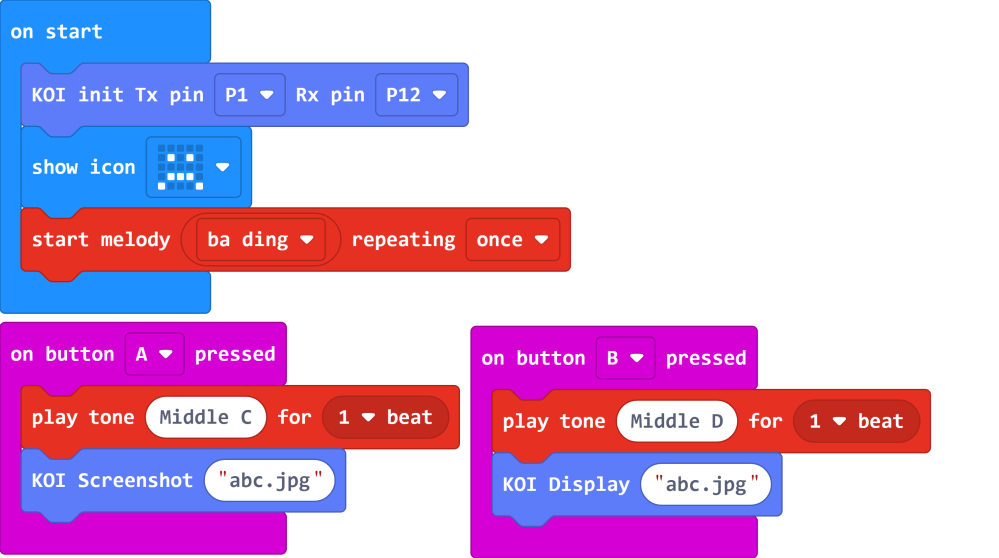 on start
KOI init Tx pin P1 Rx pin P12
show icon
start melody ba ding repeating once
on button A pressed
play tone Middle C for 1 beat
KOI Screenshot "abc.jpg"
on button B pressed
play tone Middle D for 1 beat
KOI Display "abc.jpg"